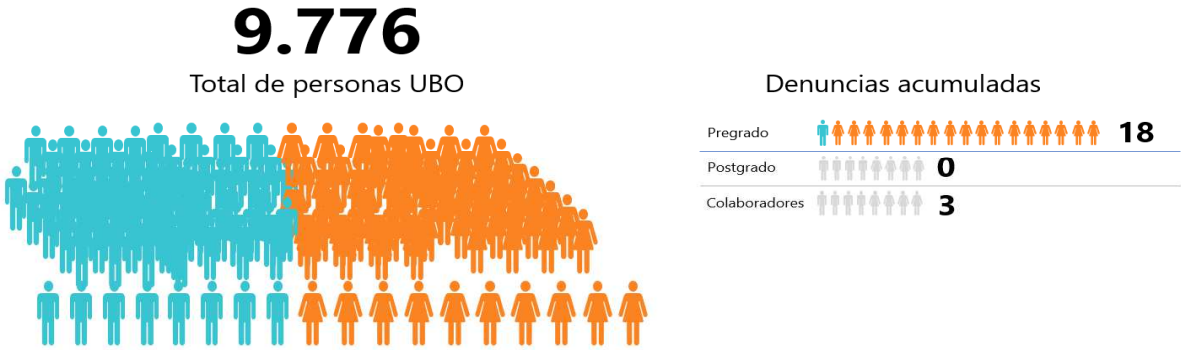 9.776
Total de personas UBO
Denuncias acumuladas
Pregrado 18
Postgrado 0
Colaboradores 3